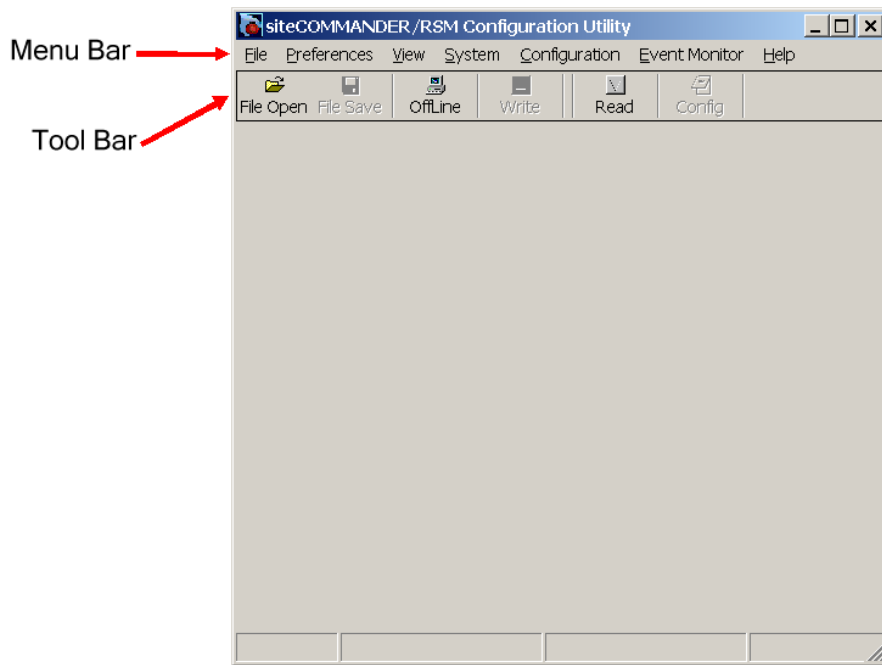 siteCOMMANDER/RSM Configuration Utility
Menu Bar
File Preferences View System Configuration Event Monitor Help
File Open File Save OffLine Write Read Config
Tool Bar